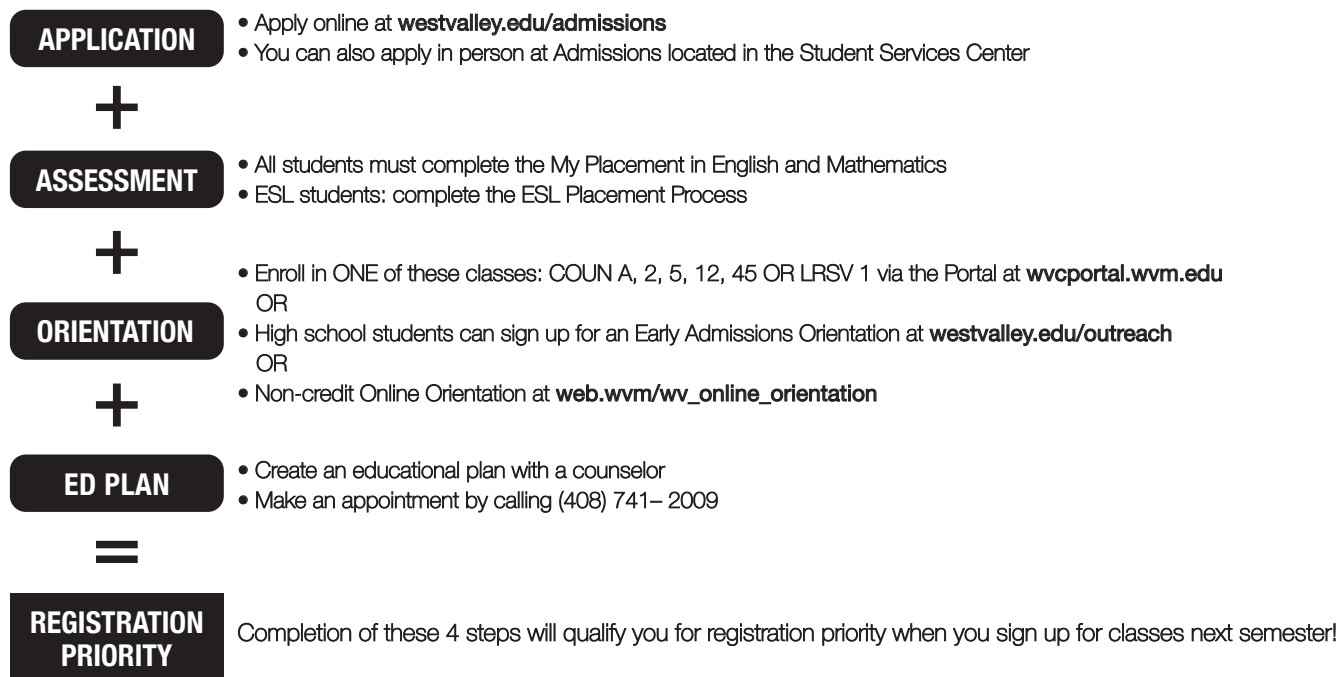 APPLICATION
• Apply online at westvalley.edu/admissions
• You can also apply in person at Admissions located in the Student Services Center
+
ASSESSMENT
• All students must complete the My Placement in English and Mathematics
• ESL students: complete the ESL Placement Process
+
ORIENTATION
• Enroll in ONE of these classes: COUN A, 2, 5, 12, 45 OR LRSV 1 via the Portal at wvcportal.wvm.edu
OR
• High school students can sign up for an Early Admissions Orientation at westvalley.edu/outreach
OR
• Non-credit Online Orientation at web.wvm/wv_online_orientation
+
ED PLAN
• Create an educational plan with a counselor
• Make an appointment by calling (408) 741– 2009
=
REGISTRATION
PRIORITY
Completion of these 4 steps will qualify you for registration priority when you sign up for classes next semester!